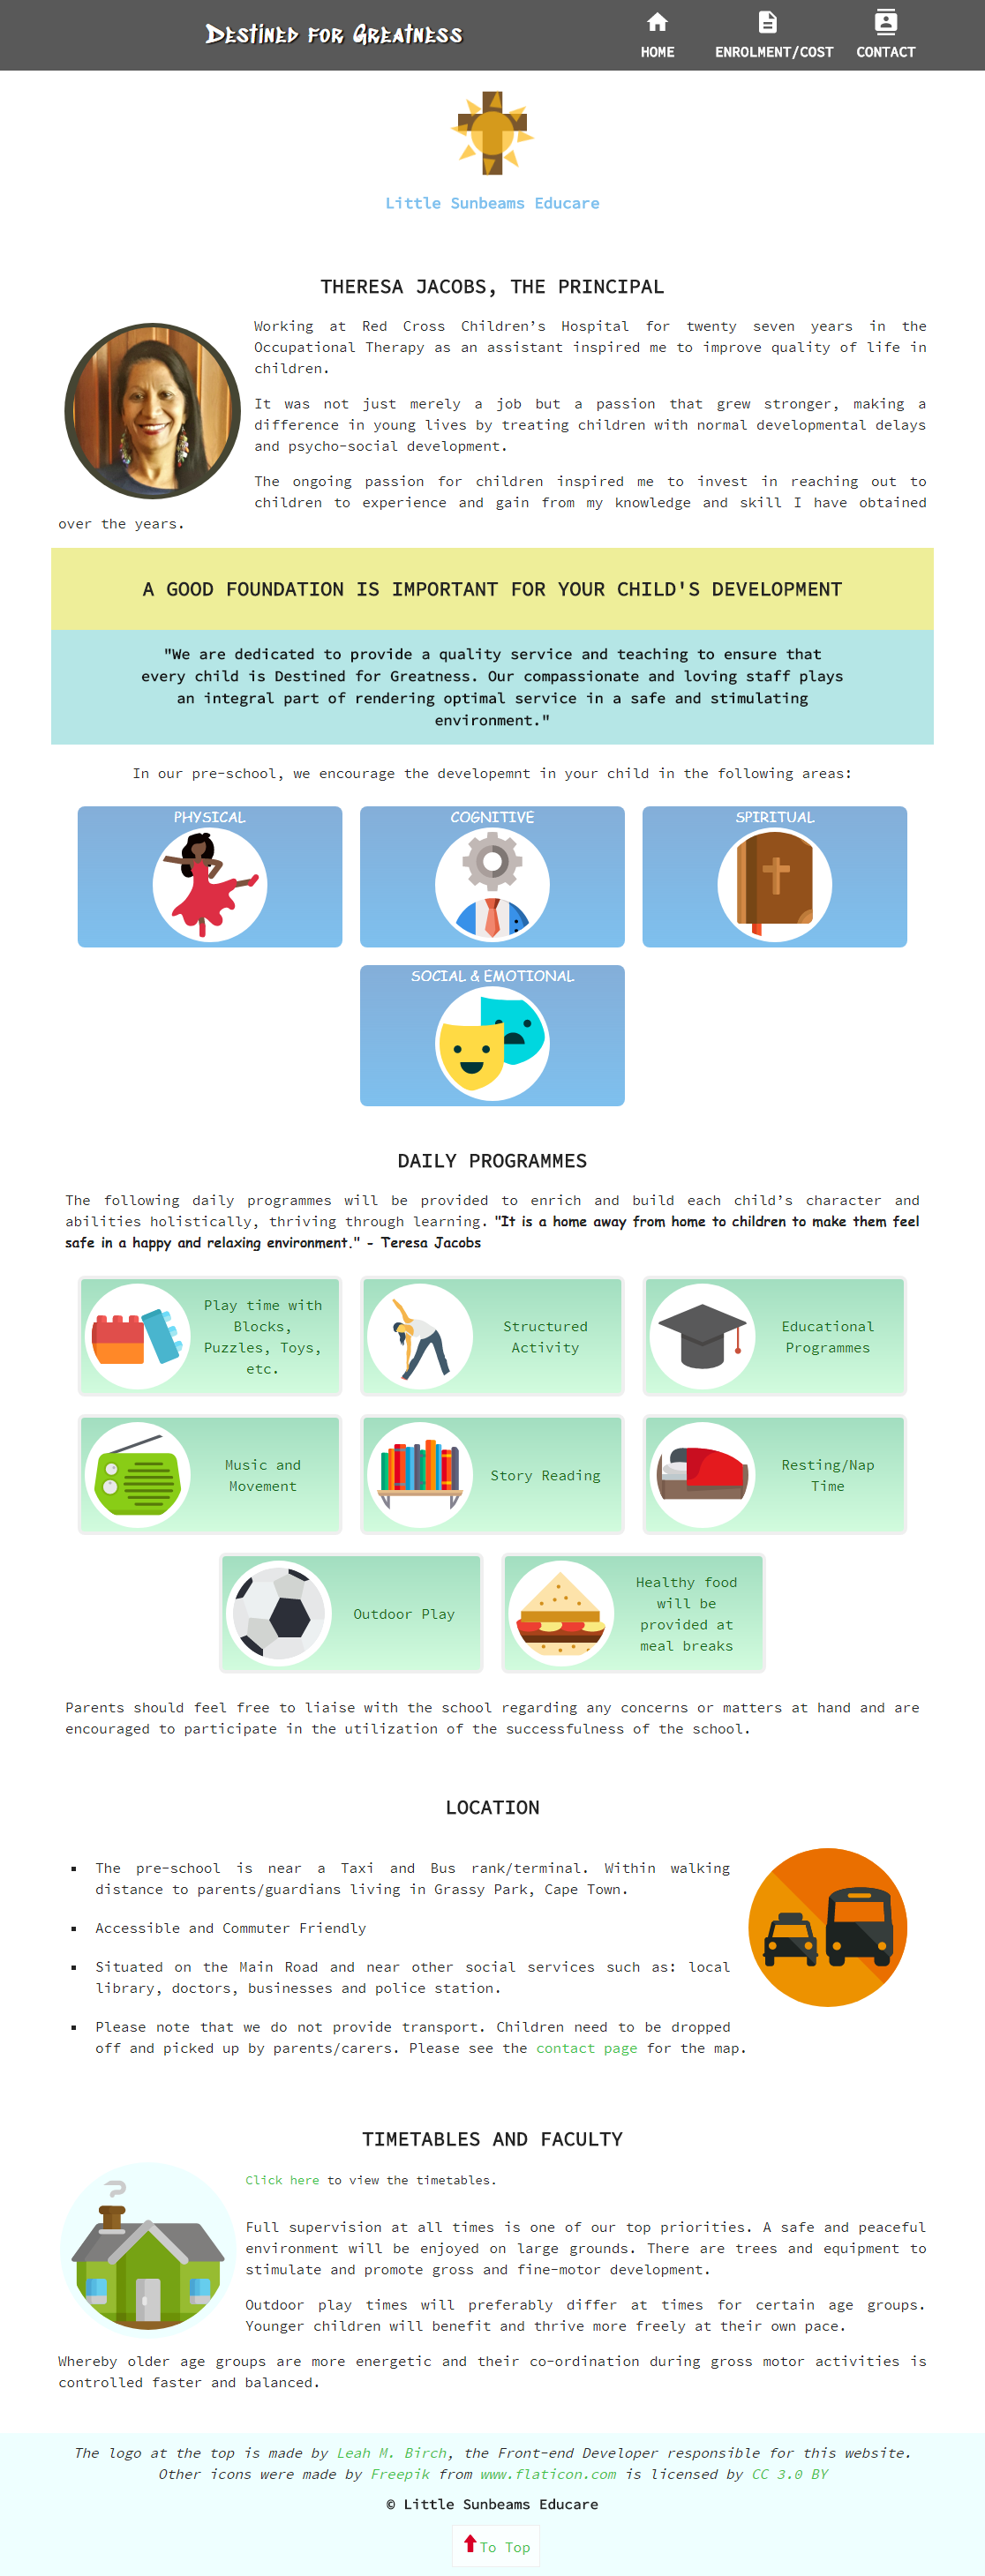 Destined for Greatness
HOME
ENROLMENT/COST
CONTACT
Little Sunbeams Educare
THERESA JACOBS, THE PRINCIPAL
Working at Red Cross Children’s Hospital for twenty seven years in the
Occupational Therapy as an assistant inspired me to improve quality of life in
children.
It was not just merely a job but a passion that grew stronger, making a
difference in young lives by treating children with normal developmental delays
and psycho-social development.
The ongoing passion for children inspired me to invest in reaching out to
children to experience and gain from my knowledge and skill I have obtained
over the years.
A GOOD FOUNDATION IS IMPORTANT FOR YOUR CHILD'S DEVELOPMENT
"We are dedicated to provide a quality service and teaching to ensure that
every child is Destined for Greatness. Our compassionate and loving staff plays
an integral part of rendering optimal service in a safe and stimulating
environment."
In our pre-school, we encourage the developemnt in your child in the following areas:
PHYSICAL
COGNITIVE
SPIRITUAL
SOCIAL & EMOTIONAL
DAILY PROGRAMMES
The following daily programmes will be provided to enrich and build each child’s character and
abilities holistically, thriving through learning. "It is a home away from home to children to make them feel
safe in a happy and relaxing environment." - Teresa Jacobs
Play time with
Blocks,
Puzzles, Toys,
etc.
Structured
Activity
Educational
Programmes
Music and
Movement
Story Reading
Resting/Nap
Time
Outdoor Play
Healthy food
will be
provided at
meal breaks
Parents should feel free to liaise with the school regarding any concerns or matters at hand and are
encouraged to participate in the utilization of the successfulness of the school.
LOCATION
The pre-school is near a Taxi and Bus rank/terminal. Within walking
distance to parents/guardians living in Grassy Park, Cape Town.
Accessible and Commuter Friendly
Situated on the Main Road and near other social services such as: local
library, doctors, businesses and police station.
Please note that we do not provide transport. Children need to be dropped
off and picked up by parents/carers. Please see the contact page for the map.
TIMETABLES AND FACULTY
Click here to view the timetables.
Full supervision at all times is one of our top priorities. A safe and peaceful
environment will be enjoyed on large grounds. There are trees and equipment to
stimulate and promote gross and fine-motor development.
Outdoor play times will preferably differ at times for certain age groups.
Younger children will benefit and thrive more freely at their own pace.
Whereby older age groups are more energetic and their co-ordination during gross motor activities is
controlled faster and balanced.
The logo at the top is made by Leah M. Birch, the Front-end Developer responsible for this website.
Other icons were made by Freepik from www.flaticon.com is licensed by CC 3.0 BY
© Little Sunbeams Educare
To Top